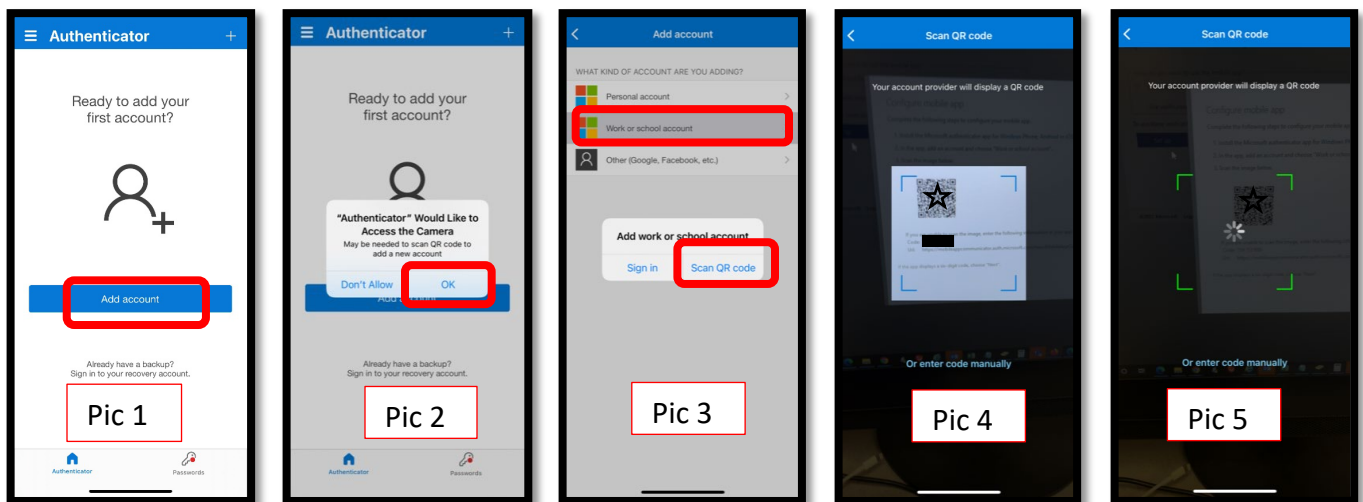 Authenticator
Ready to add your
first account?
Add account
Already have a backup?
Sign in to your recovery account.
Pic 1
Authenticator
Passwords
Authenticator
Ready to add your
first account?
"Authenticator" Would Like to
Access the Camera
May be needed to scan QR code to
add a new account
Don't Allow
OK
Add account
Already have a backup?
Sign in to your recovery account.
Pic 2
Authenticator
Passwords
Add account
WHAT KIND OF ACCOUNT ARE YOU ADDING?
Personal account
Work or school account
Other (Google, Facebook, etc.)
Add work or school account
Sign in
Scan QR code
Pic 3
Scan QR code
Your account provider will display a QR code
Configure mobile app
Or enter code manually
Pic 4
Scan QR code
Your account provider will display a QR code
Configure mobile app
Or enter code manually
Pic 5